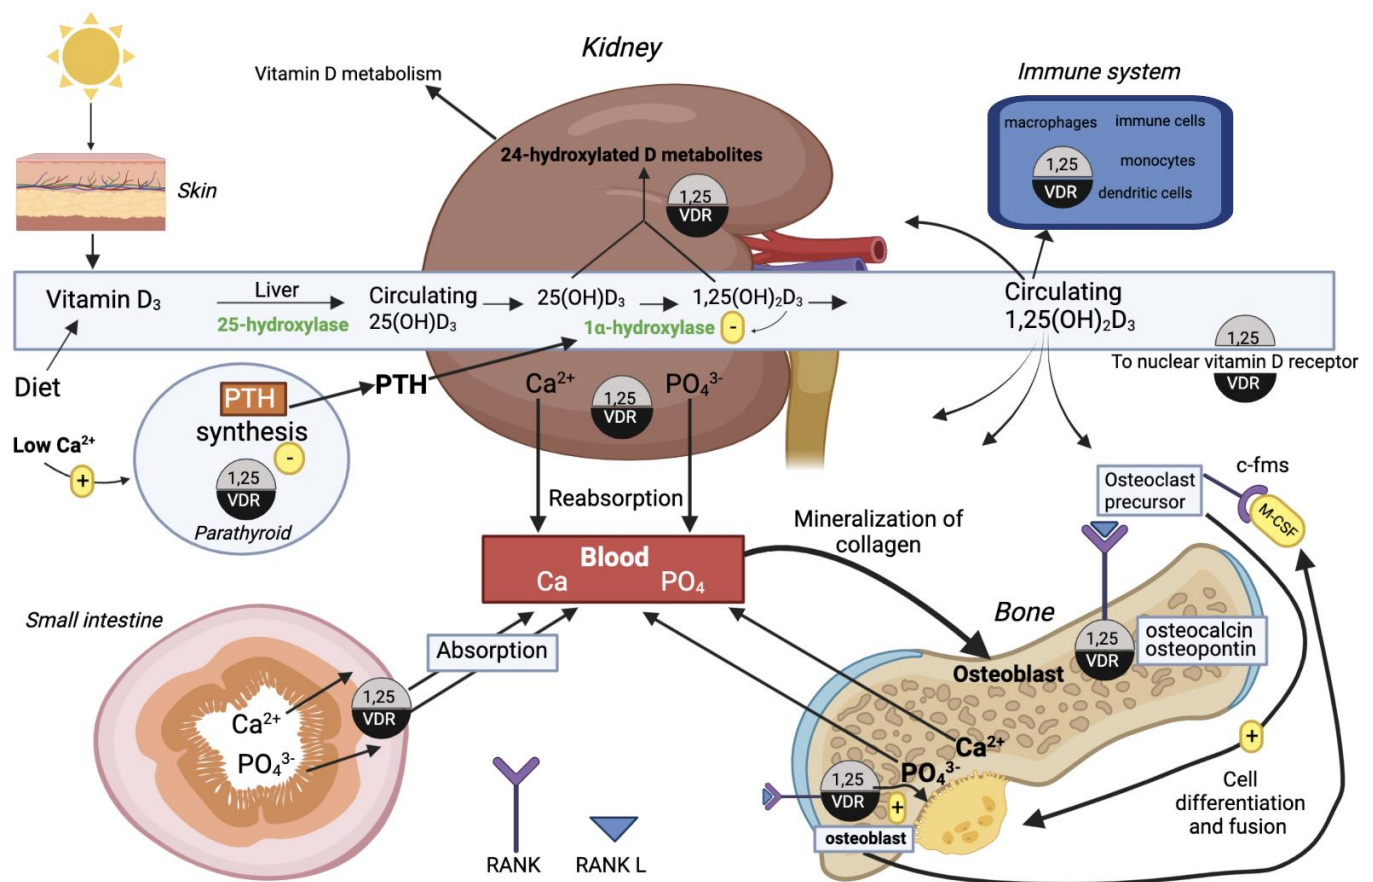 Kidney
Vitamin D metabolism
Immune system
macrophages
immune cells
1,25
VDR
monocytes
dendritic cells
24-hydroxylated D metabolites
1,25
VDR
Skin
Vitamin D₃
Liver
25-hydroxylase
Circulating
25(OH)D₃
25(OH)D₃
1α-hydroxylase
-
1,25(OH)₂D₃
Circulating
1,25(OH)₂D₃
1,25
To nuclear vitamin D receptor
VDR
Diet
Low Ca²⁺
+
PTH
synthesis
-
1,25
VDR
Parathyroid
PTH
Ca²⁺
1,25
VDR
PO₄³⁻
Reabsorption
Blood
Ca
PO₄
Mineralization of
collagen
Osteoclast
precursor
c-fms
M-CSF
Small intestine
Absorption
Ca²⁺
PO₄³⁻
1,25
VDR
Bone
Osteoblast
1,25
VDR
osteocalcin
osteopontin
Ca²⁺
PO₄³⁻
1,25
VDR
+
osteoblast
+
Cell
differentiation
and fusion
RANK
RANK L